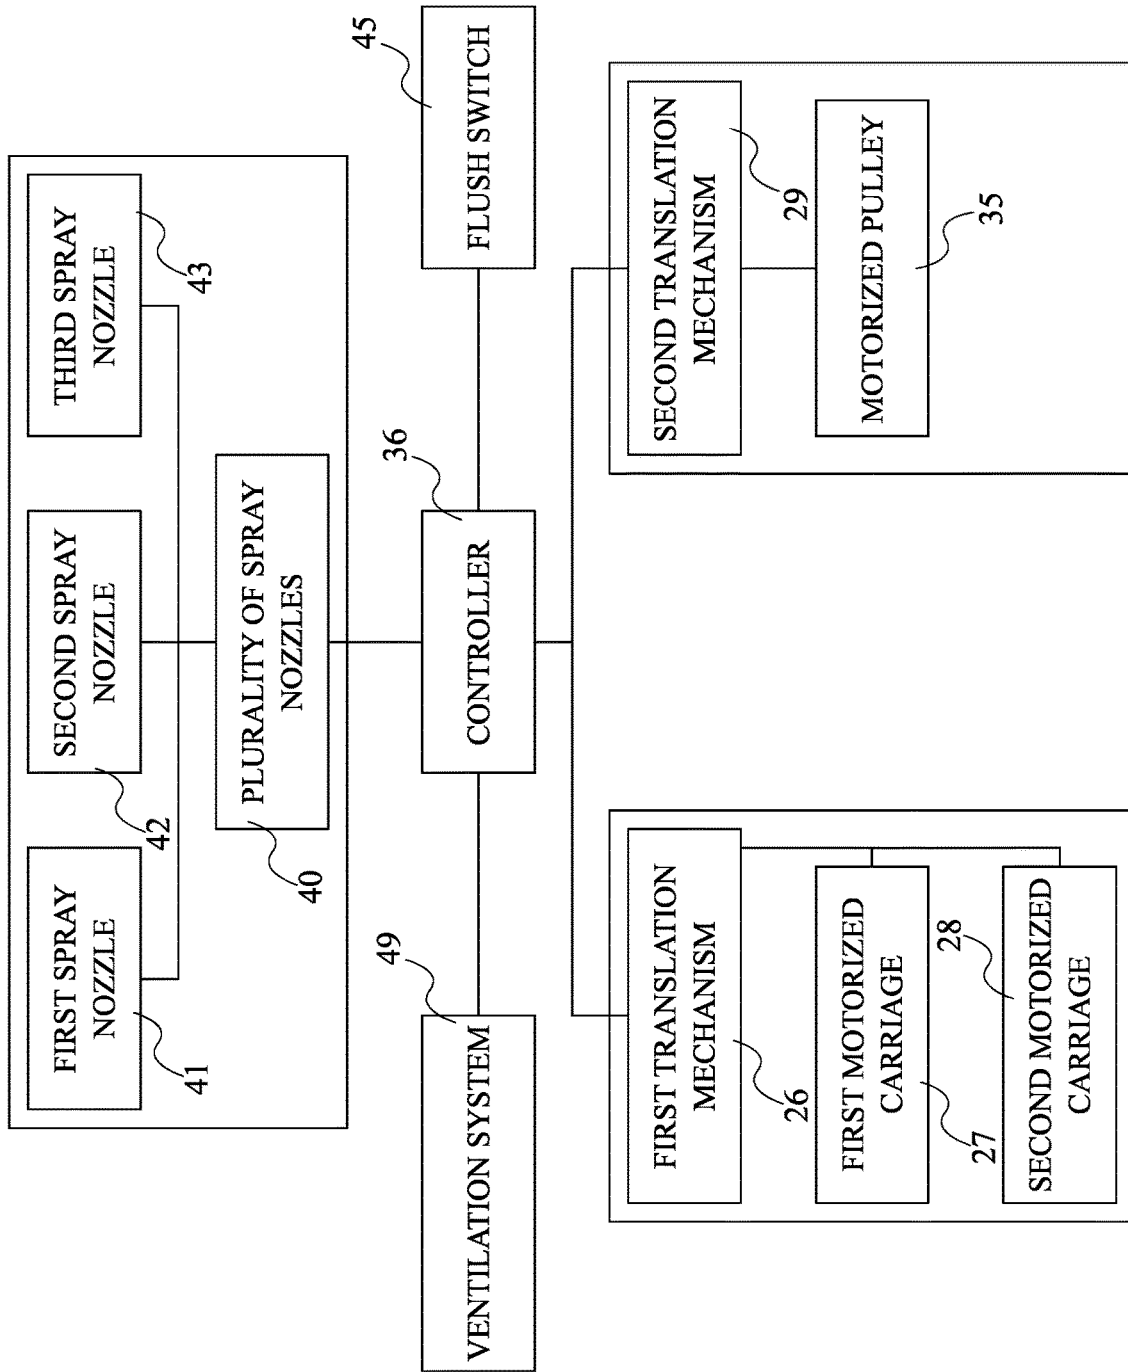 FIRST SPRAY
NOZZLE
41
SECOND SPRAY
NOZZLE
42
THIRD SPRAY
NOZZLE
43
PLURALITY OF SPRAY
NOZZLES
40
VENTILATION SYSTEM
49
CONTROLLER
36
FLUSH SWITCH
45
FIRST TRANSLATION
MECHANISM
26
FIRST MOTORIZED
CARRIAGE
27
SECOND MOTORIZED
CARRIAGE
28
SECOND TRANSLATION
MECHANISM
29
MOTORIZED PULLEY
35